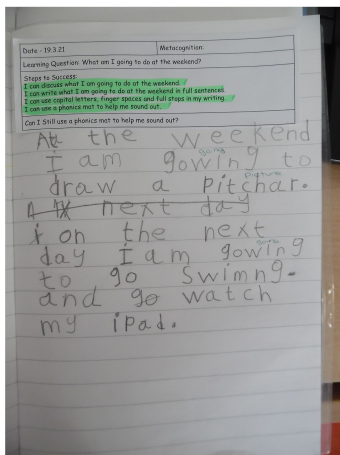 Date - 19.3.21 Metacognition:
Learning Question: What am I going to do at the weekend?
Steps to Success:
I can discuss what I am going to do at the weekend.
I can write what I am going to do at the weekend in full sentences.
I can use capital letters, finger spaces and full stops in my writing.
I can use a phonics mat to help me sound out.
Can I Still use a phonics mat to help me sound out?
At the weekend
going
I am gowing to
picture
draw a pitchar.
next day
i on the next
going
day I am gowing
to go Swimng.
and go watch
my ipad.